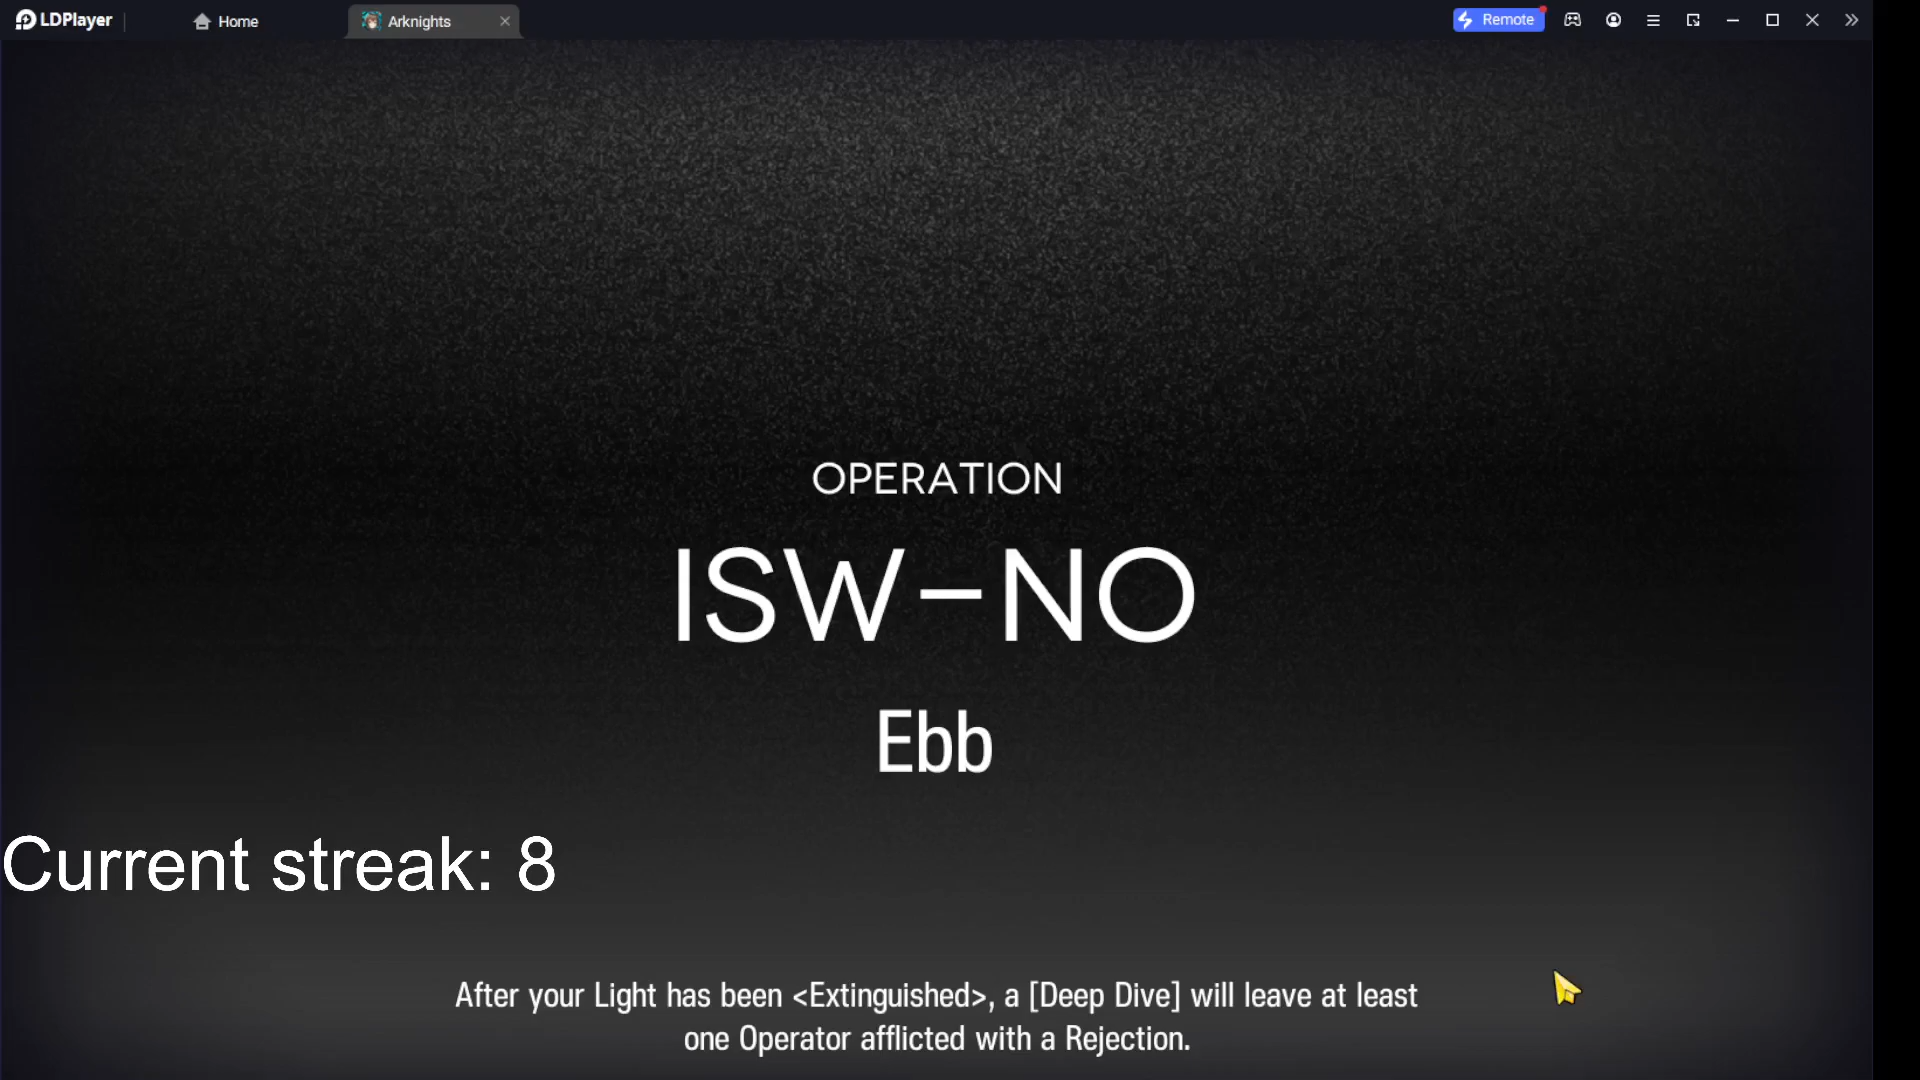 LDPlayer
Home
Arknights
Remote
OPERATION
ISW-NO
Ebb
Current streak: 8
After your Light has been <Extinguished>, a [Deep Dive] will leave at least
one Operator afflicted with a Rejection.